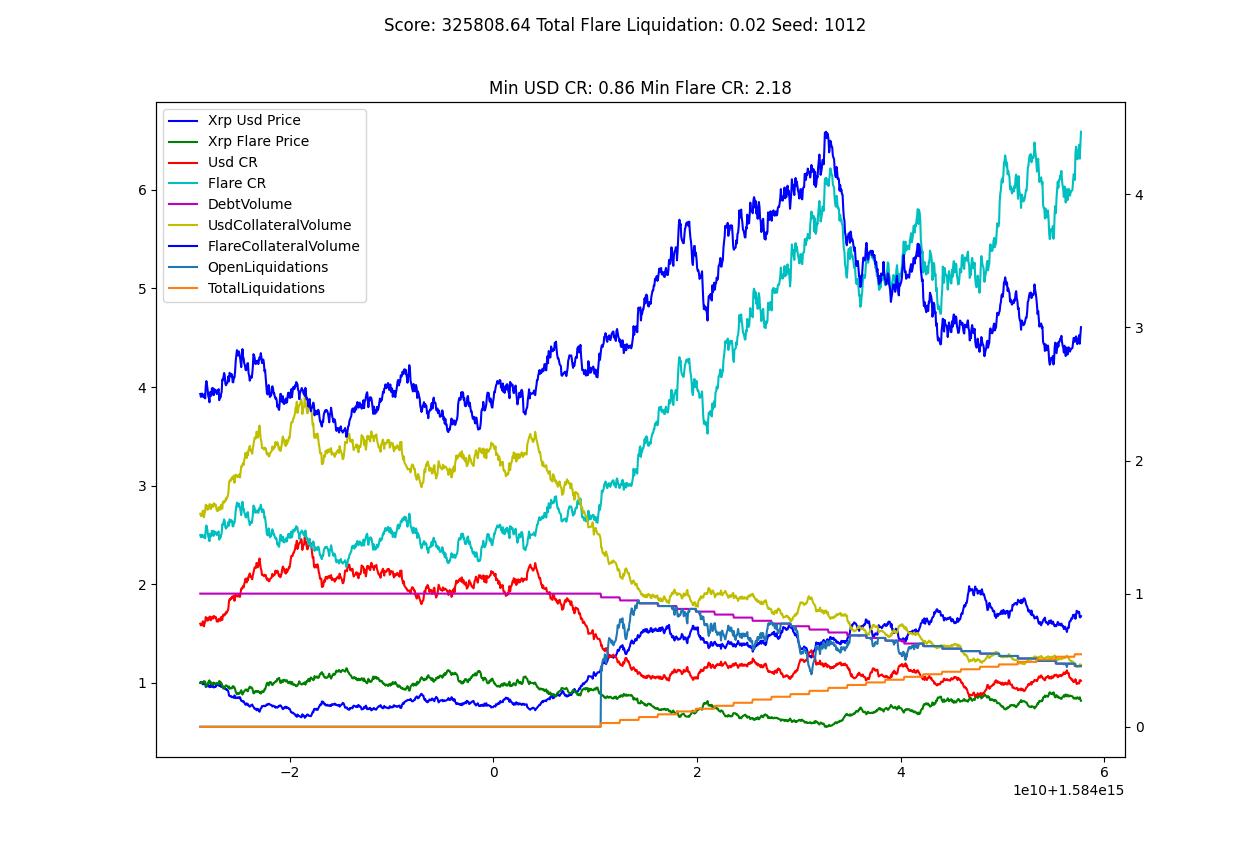 Score: 325808.64 Total Flare Liquidation: 0.02 Seed: 1012
Min USD CR: 0.86 Min Flare CR: 2.18
Xrp Usd Price
Xrp Flare Price
Usd CR
Flare CR
DebtVolume
UsdCollateralVolume
FlareCollateralVolume
OpenLiquidations
TotalLiquidations
6
5
4
3
2
1
4
3
2
1
0
−2
0
2
4
6
1e10+1.584e15